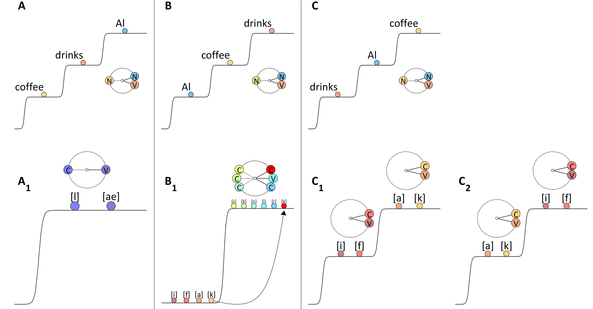 A
Al
drinks
coffee
N
N
V
B
drinks
coffee
Al
N
N
V
C
coffee
Al
drinks
N
N
V
A1
C
V
[l]
[ae]
B1
C
C
C
V
C
C
[i]
[f]
[a]
[k]
C1
C
V
[a]
[k]
C
V
[i]
[f]
C2
C
V
[i]
[f]
C
V
[a]
[k]